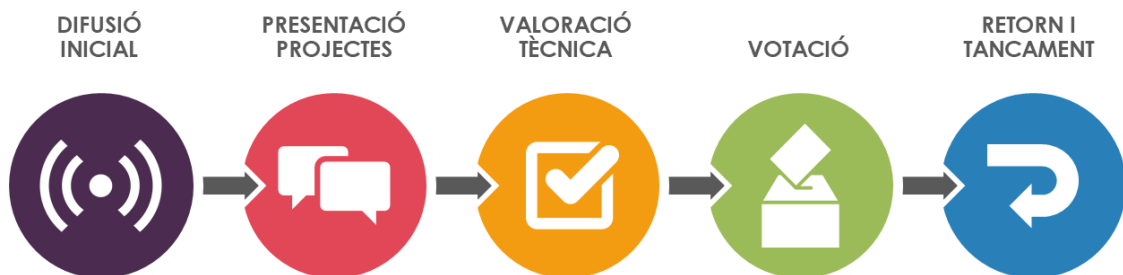 DIFUSIÓ
INICIAL
PRESENTACIÓ
PROJECTES
VALORACIÓ
TÈCNICA
VOTACIÓ
RETORN I
TANCAMENT